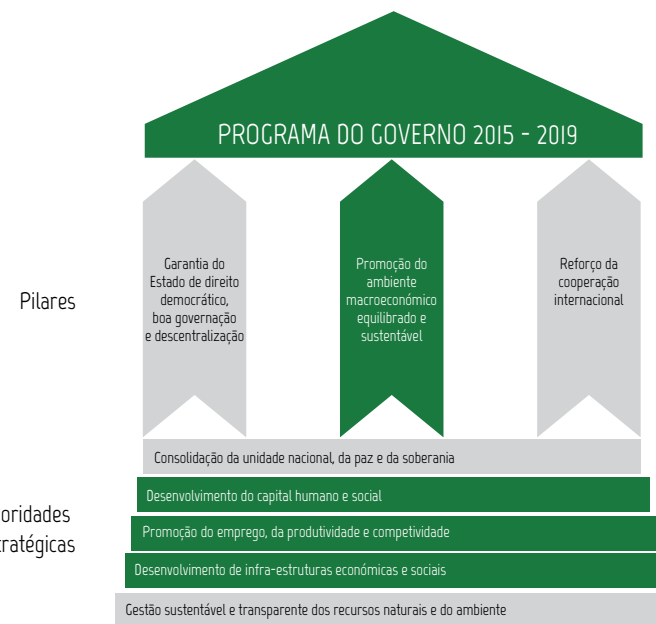 PROGRAMA DO GOVERNO 2015 - 2019
Pilares
Garantia do
Estado de direito
democrático,
boa governação
e descentralização
Promoção do
ambiente
macroeconómico
equilibrado e
sustentável
Reforço da
cooperação
internacional
Consolidação da unidade nacional, da paz e da soberania
Desenvolvimento do capital humano e social
Promoção do emprego, da produtividade e competividade
Desenvolvimento de infra-estruturas económicas e sociais
Gestão sustentável e transparente dos recursos naturais e do ambiente